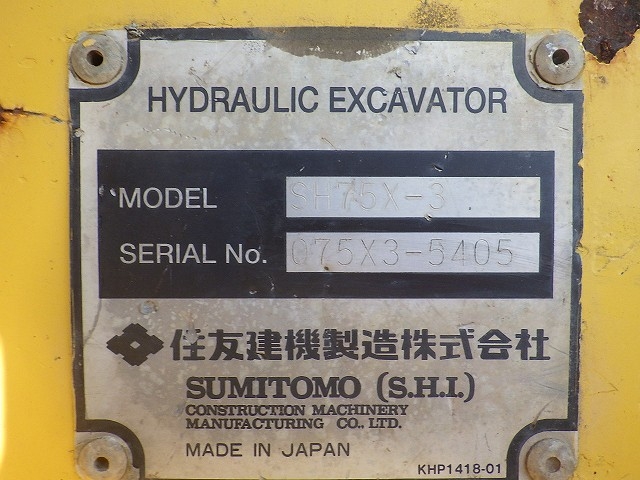 HYDRAULIC EXCAVATOR
MODEL SH75X-3
SERIAL No. 075X3-5405
住友建機製造株式会社
SUMITOMO (S.H.I.)
CONSTRUCTION MACHINERY
MANUFACTURING CO., LTD.
MADE IN JAPAN
KHP1418-01